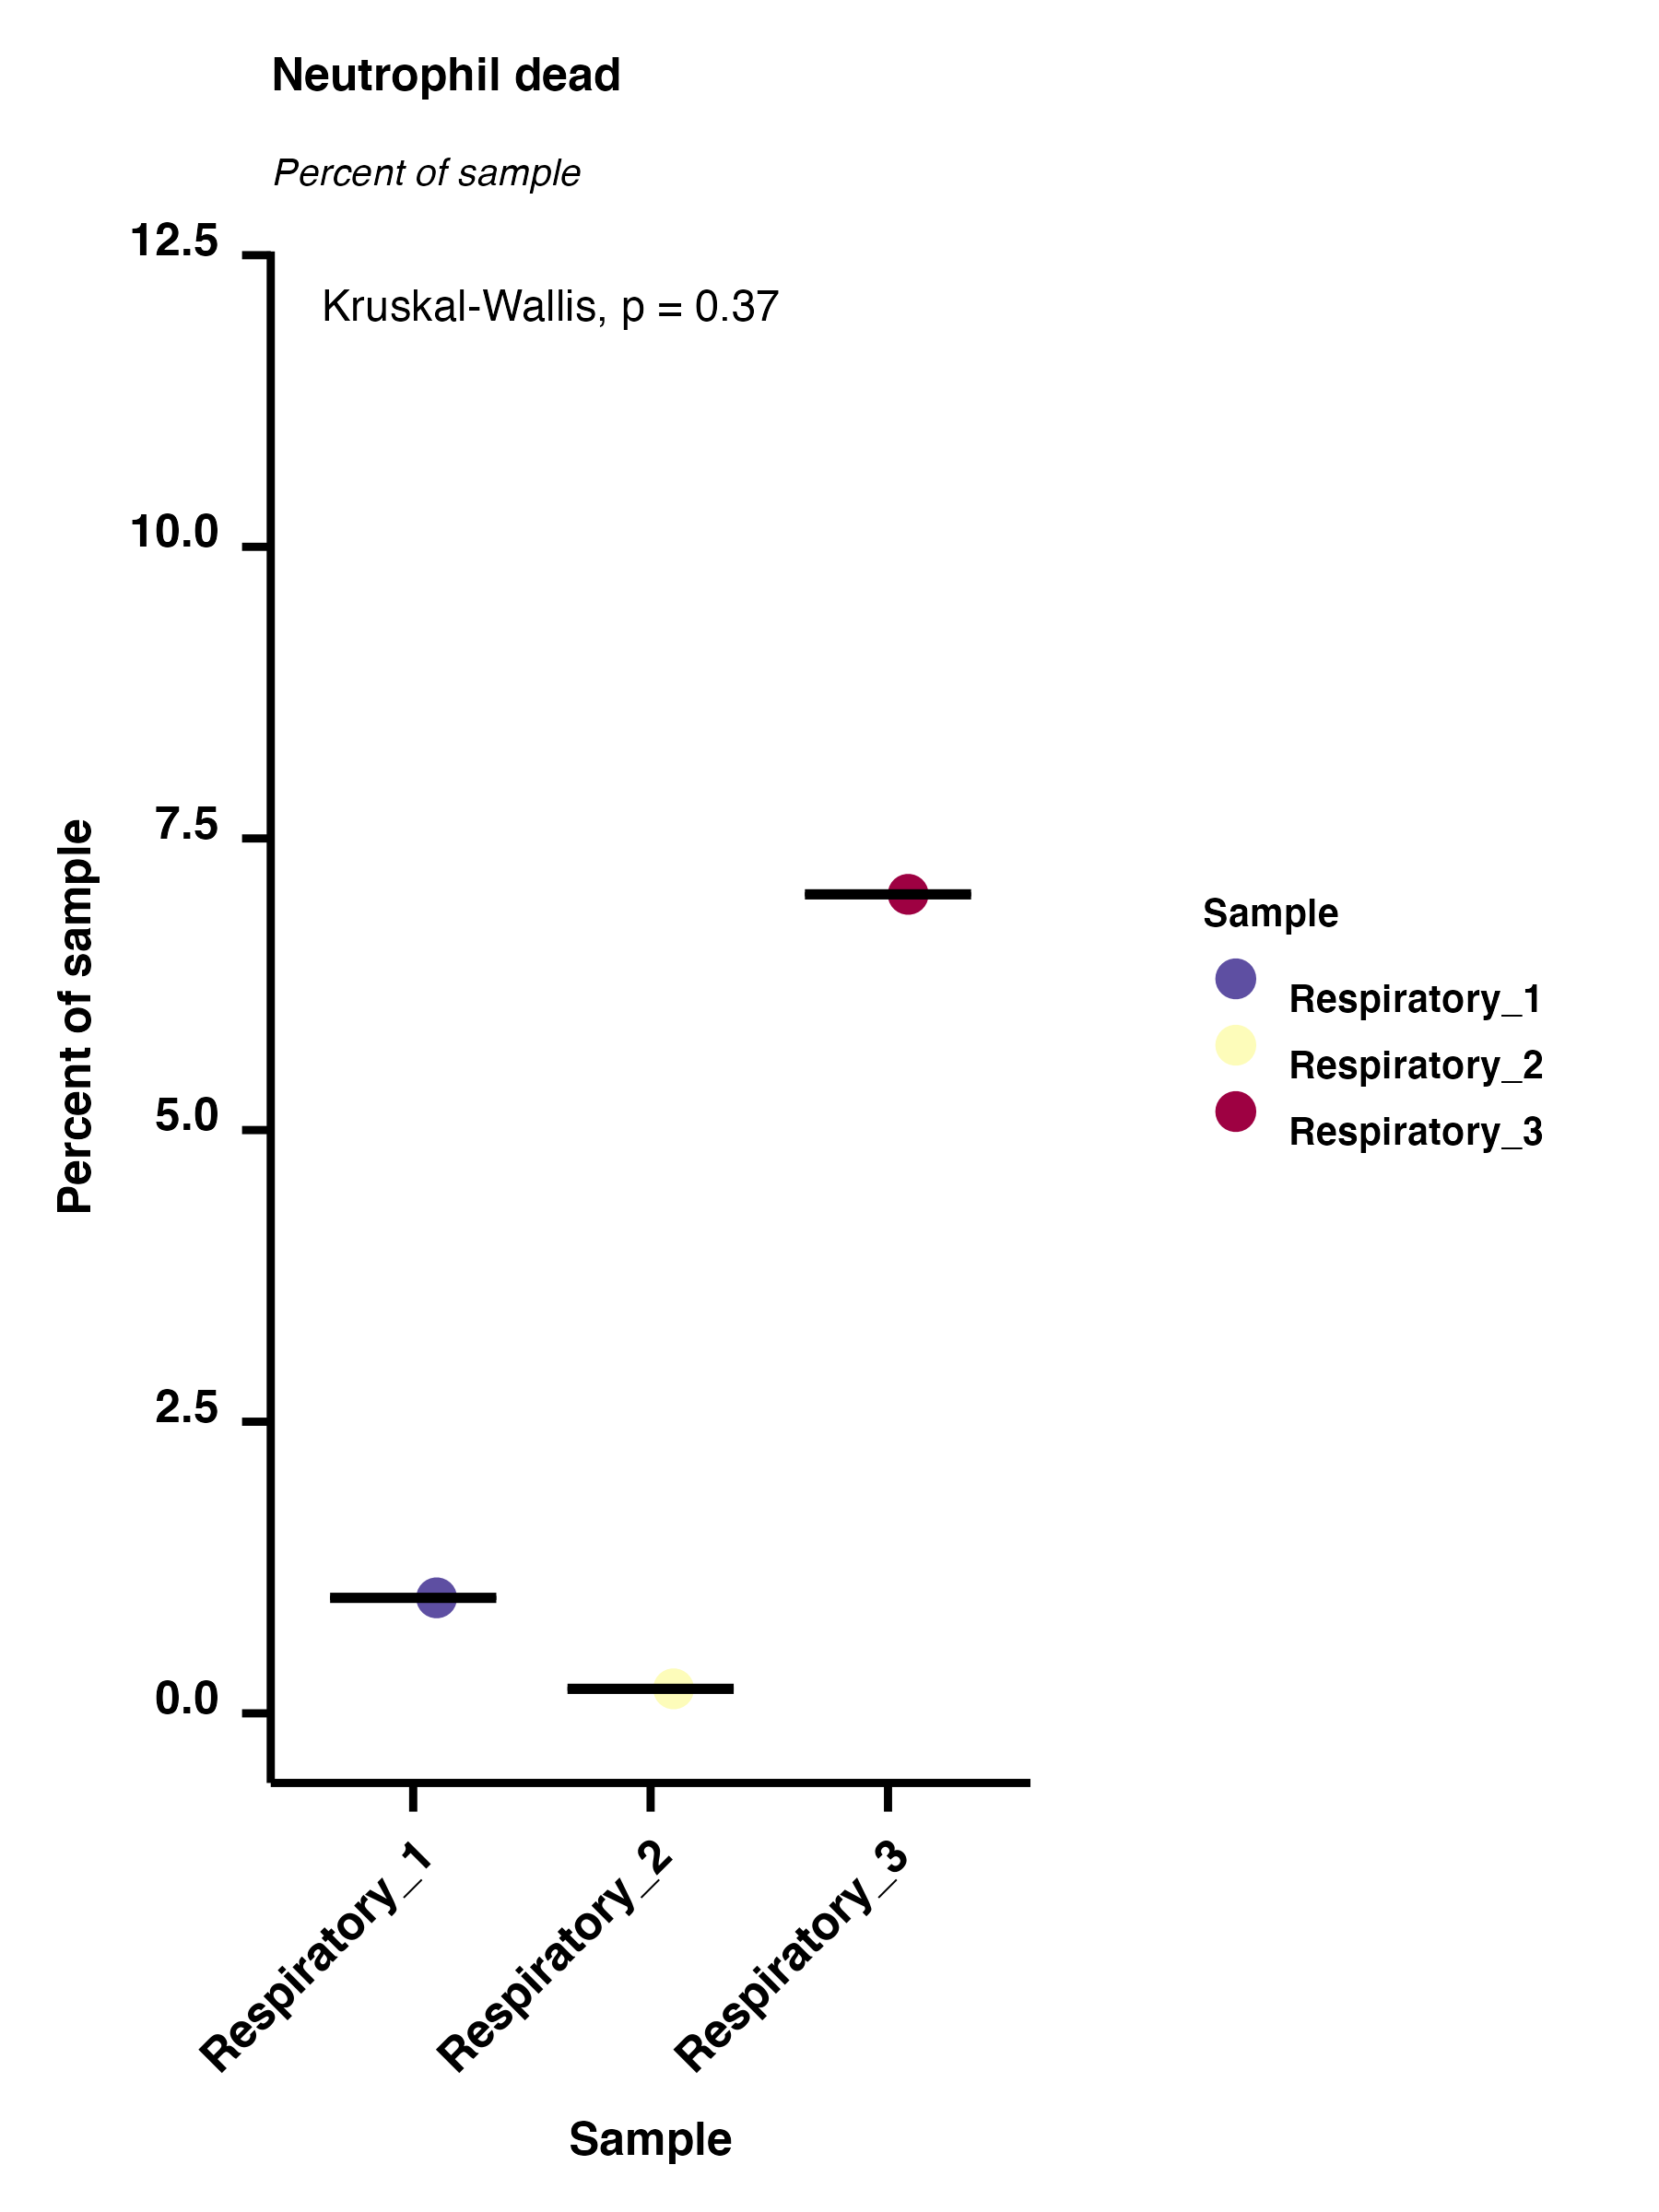 Neutrophil dead
Percent of sample
12.5
Kruskal-Wallis, p = 0.37
10.0
7.5
5.0
2.5
0.0
Percent of sample
Sample
Respiratory_1
Respiratory_2
Respiratory_3
Respiratory_1
Respiratory_2
Respiratory_3
Sample